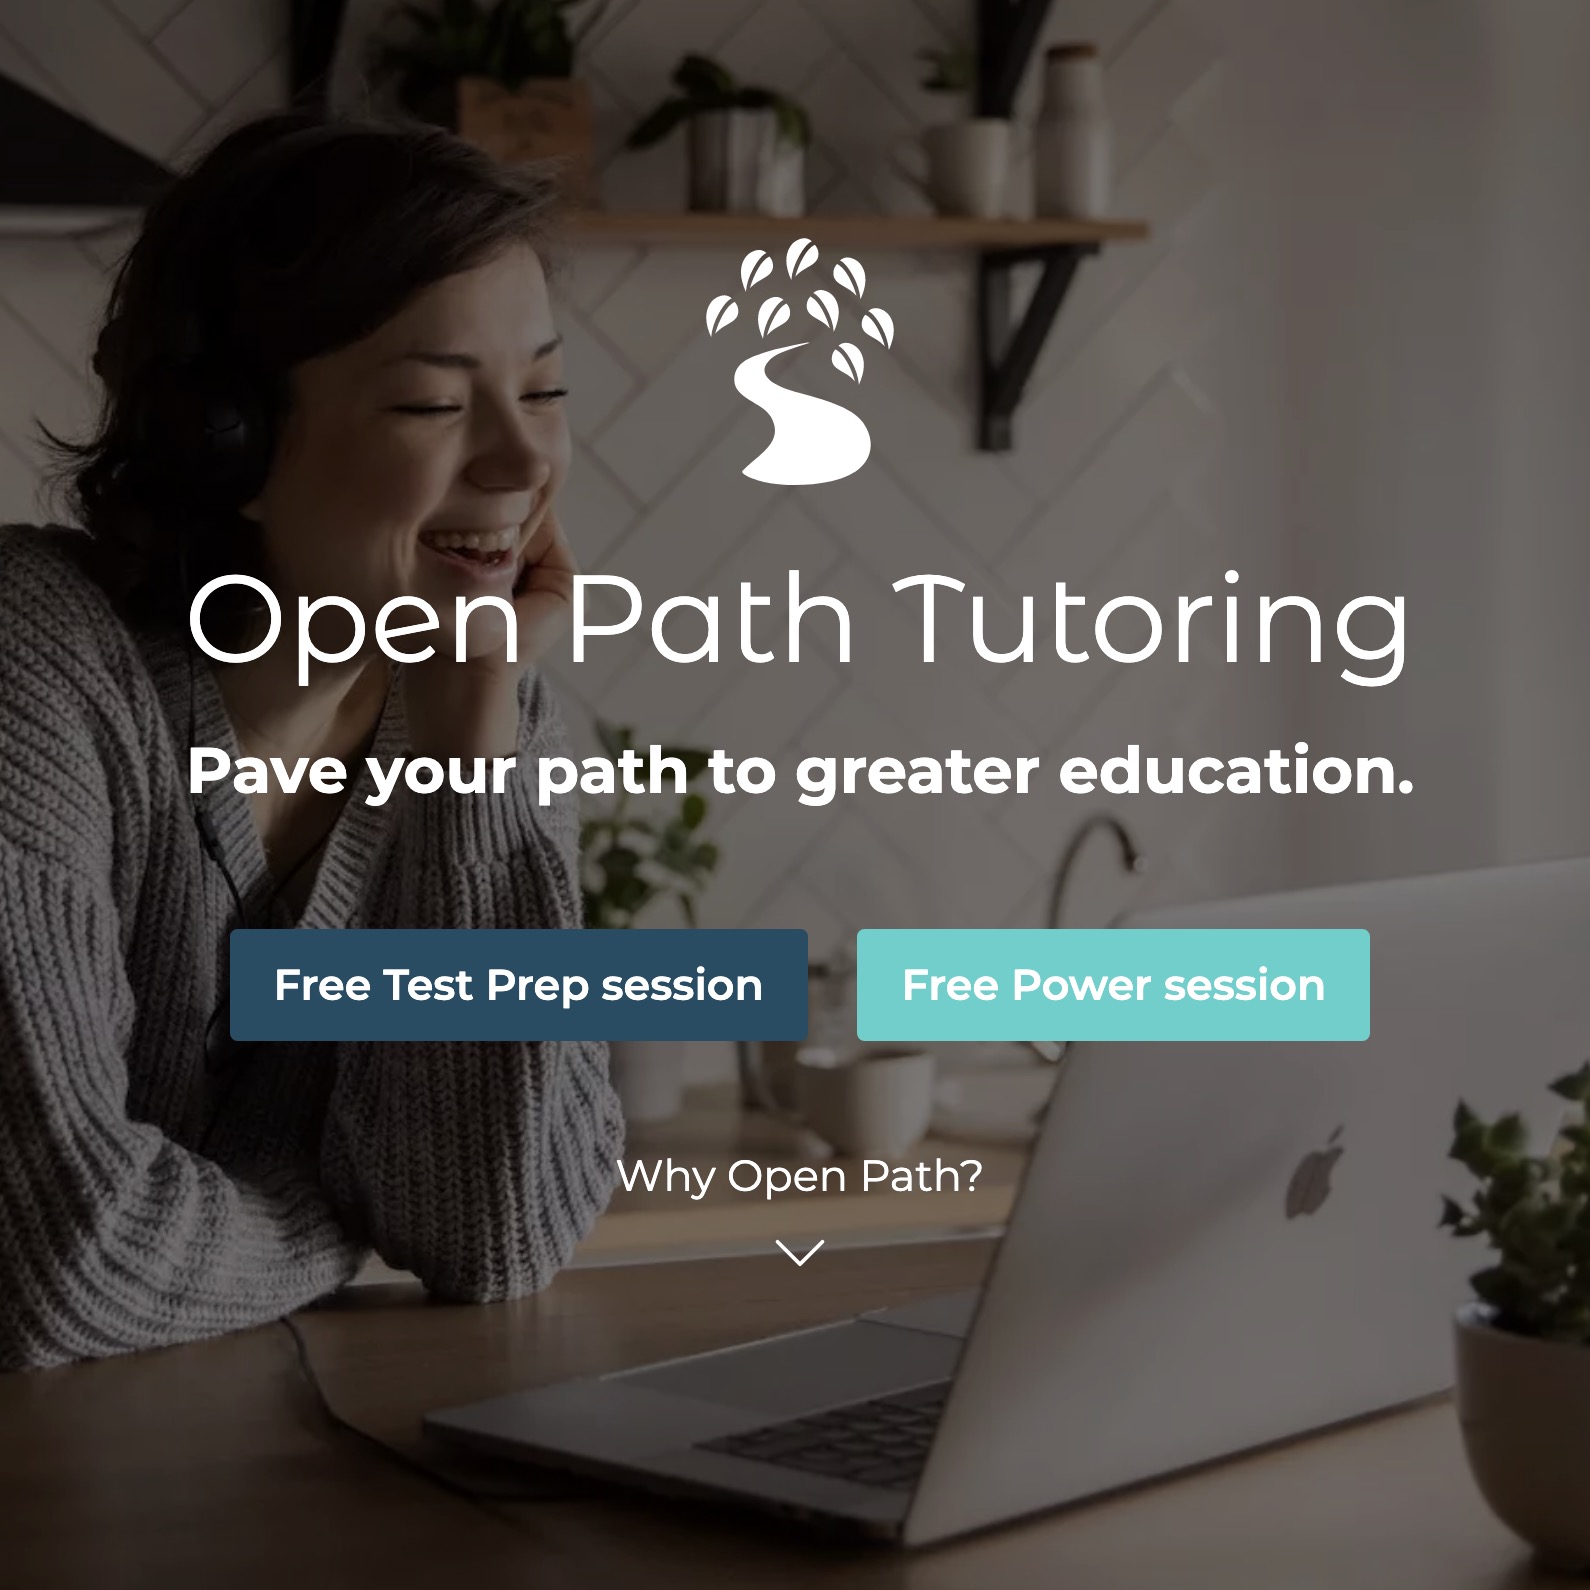 Open Path Tutoring
Pave your path to greater education.
Free Test Prep session
Free Power session
Why Open Path?